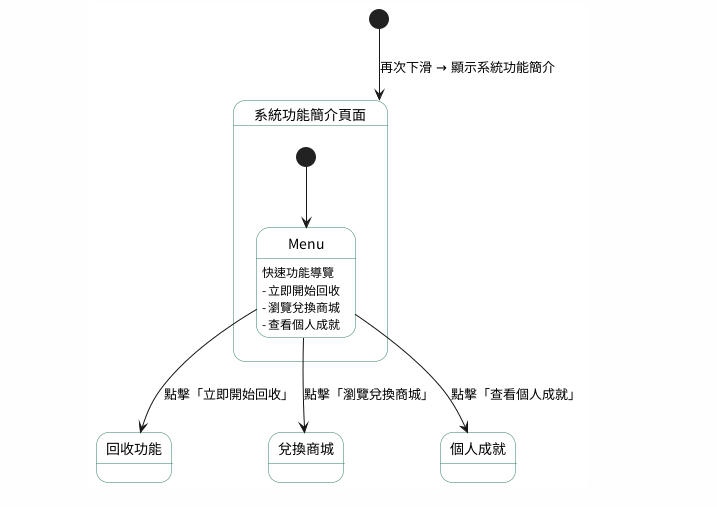 再次下滑 → 顯示系統功能簡介
系統功能簡介頁面
Menu
快速功能導覽
- 立即開始回收
- 瀏覽兌換商城
- 查看個人成就
點擊「立即開始回收」
點擊「瀏覽兌換商城」
點擊「查看個人成就」
回收功能
兌換商城
個人成就